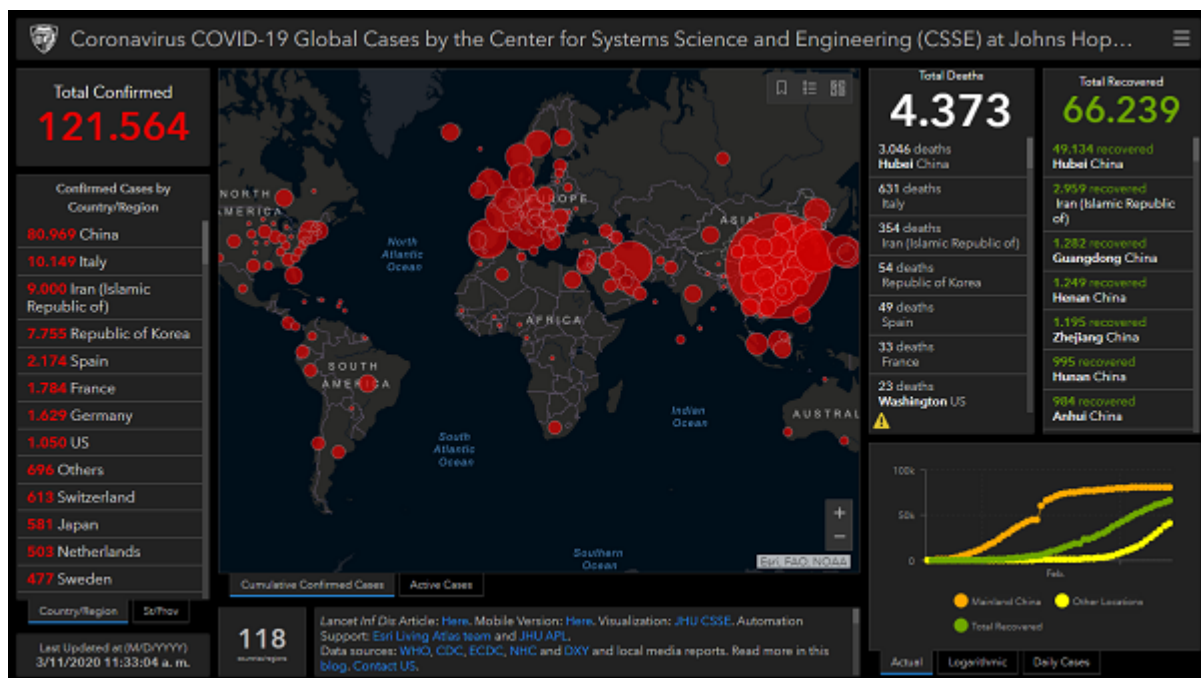 Coronavirus COVID-19 Global Cases by the Center for Systems Science and Engineering (CSSE) at Johns Hop...
Total Confirmed
121.564
Confirmed Cases by
Country/Region
80.969 China
10.149 Italy
9.000 Iran (Islamic
Republic of)
7.755 Republic of Korea
2.174 Spain
1.784 France
1.629 Germany
1.050 US
696 Others
613 Switzerland
581 Japan
503 Netherlands
477 Sweden
Country/Region
St/Prov
Last Updated at (M/D/YYYY)
3/11/2020 11:33:04 a. m.
NORTH
AMERICA
North
Atlantic
Ocean
EUROPE
ASIA
AFRICA
SOUTH
AMERICA
Indian
Ocean
AUSTRAL
South
Atlantic
Ocean
Southern
Ocean
+
−
Esri, FAO, NOAA
Cumulative Confirmed Cases
Active Cases
118
Lancet Inf Dis Article: Here. Mobile Version: Here. Visualization: JHU CSSE. Automation
Support: Esri Living Atlas team and JHU APL.
Data sources: WHO, CDC, ECDC, NHC and DXY and local media reports. Read more in this
blog. Contact US.
Total Deaths
4.373
3.046 deaths
Hubei China
631 deaths
Italy
354 deaths
Iran (Islamic Republic of)
54 deaths
Republic of Korea
49 deaths
Spain
33 deaths
France
23 deaths
Washington US
Total Recovered
66.239
49.134 recovered
Hubei China
2.959 recovered
Iran (Islamic Republic
of)
1.282 recovered
Guangdong China
1.249 recovered
Henan China
1.195 recovered
Zhejiang China
995 recovered
Hunan China
984 recovered
Anhui China
100k
50k
0
Feb.
Mainland China
Other Locations
Total Recovered
Actual
Logarithmic
Daily Cases